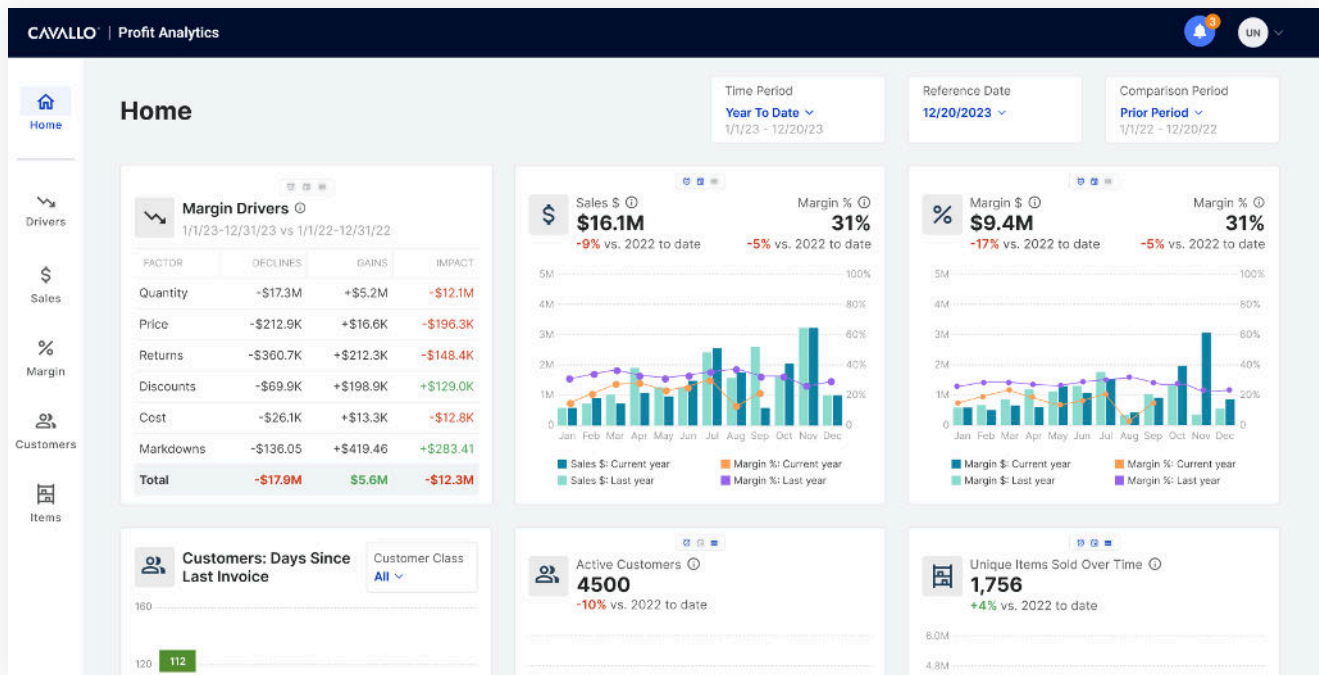 CAVALLO | Profit Analytics
3
UN
Home
Drivers
Sales
Margin
Customers
Items
Home
Time Period
Year To Date
1/1/23 - 12/20/23
Reference Date
12/20/2023
Comparison Period
Prior Period
1/1/22 - 12/20/22
Margin Drivers
1/1/23-12/31/23 vs 1/1/22-12/31/22
FACTOR DECLINES GAINS IMPACT
Quantity -$17.3M +$5.2M -$12.1M
Price -$212.9K +$16.6K -$196.3K
Returns -$360.7K +$212.3K -$148.4K
Discounts -$69.9K +$198.9K +$129.0K
Cost -$26.1K +$13.3K -$12.8K
Markdowns -$136.05 +$419.46 +$283.41
Total -$17.9M $5.6M -$12.3M
Sales $ Margin %
$16.1M 31%
-9% vs. 2022 to date -5% vs. 2022 to date
5M 100%
4M 80%
3M 60%
2M 40%
1M 20%
0 0
Jan Feb Mar Apr May Jun Jul Aug Sep Oct Nov Dec
Sales $: Current year Margin %: Current year
Sales $: Last year Margin %: Last year
Margin $ Margin %
$9.4M 31%
-17% vs. 2022 to date -5% vs. 2022 to date
5M 100%
4M 80%
3M 60%
2M 40%
1M 20%
0 0
Jan Feb Mar Apr May Jun Jul Aug Sep Oct Nov Dec
Margin $: Current year Margin %: Current year
Margin $: Last year Margin %: Last year
Customers: Days Since
Last Invoice
Customer Class
All
160
120 112
Active Customers
4500
-10% vs. 2022 to date
Unique Items Sold Over Time
1,756
+4% vs. 2022 to date
6.0M
4.8M